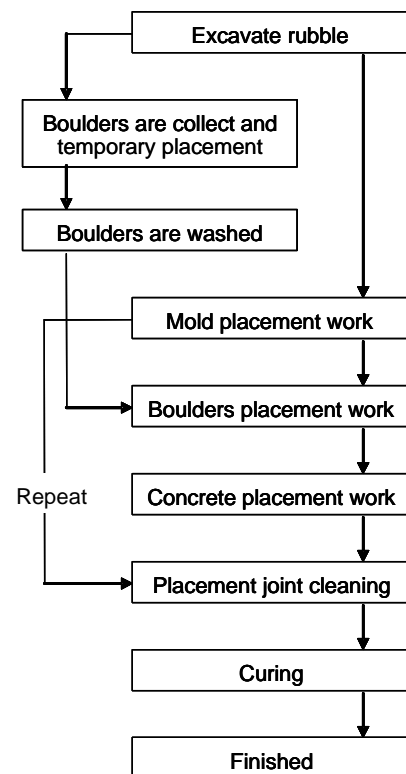 Excavate rubble
Boulders are collect and
temporary placement
Boulders are washed
Mold placement work
Boulders placement work
Repeat
Concrete placement work
Placement joint cleaning
Curing
Finished